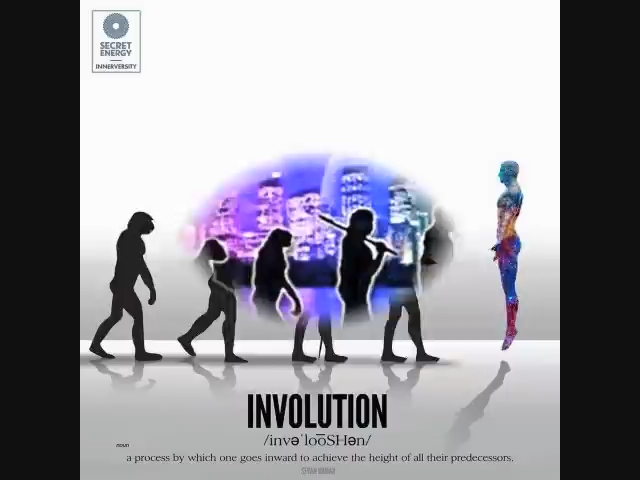 SECRET
ENERGY
INNERVERSITY
INVOLUTION
/invəˈlo͞oSHən/
noun
a process by which one goes inward to achieve the height of all their predecessors.